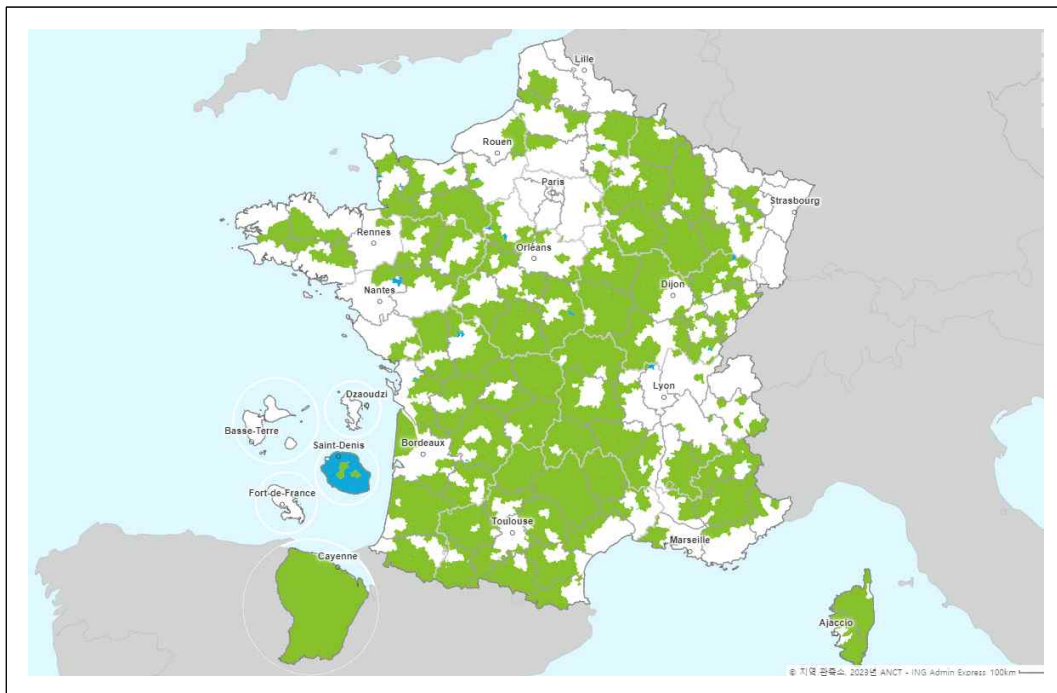 Lille
Rouen
Paris
Strasbourg
Rennes
Orléans
Nantes
Dijon
Lyon
Dzaoudzi
Basse-Terre
Saint-Denis
Bordeaux
Fort-de-France
Toulouse
Marseille
Cayenne
Ajaccio
© 지역 관측소, 2023년 ANCT - ING Admin Express 100km